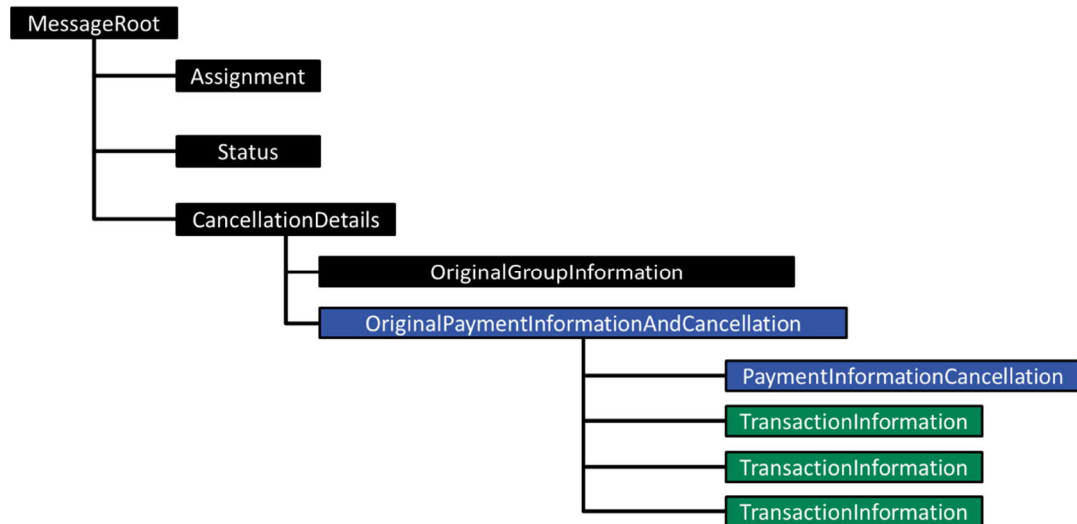 MessageRoot
Assignment
Status
CancellationDetails
OriginalGroupInformation
OriginalPaymentInformationAndCancellation
PaymentInformationCancellation
TransactionInformation
TransactionInformation
TransactionInformation